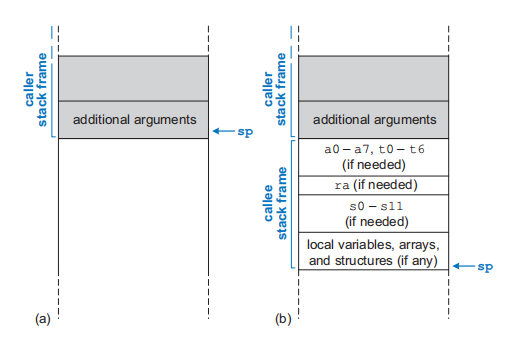 caller
stack frame
additional arguments
sp
(a)
caller
stack frame
additional arguments
callee
stack frame
a0 – a7, t0 – t6
(if needed)
ra (if needed)
s0 – s11
(if needed)
local variables, arrays,
and structures (if any)
sp
(b)